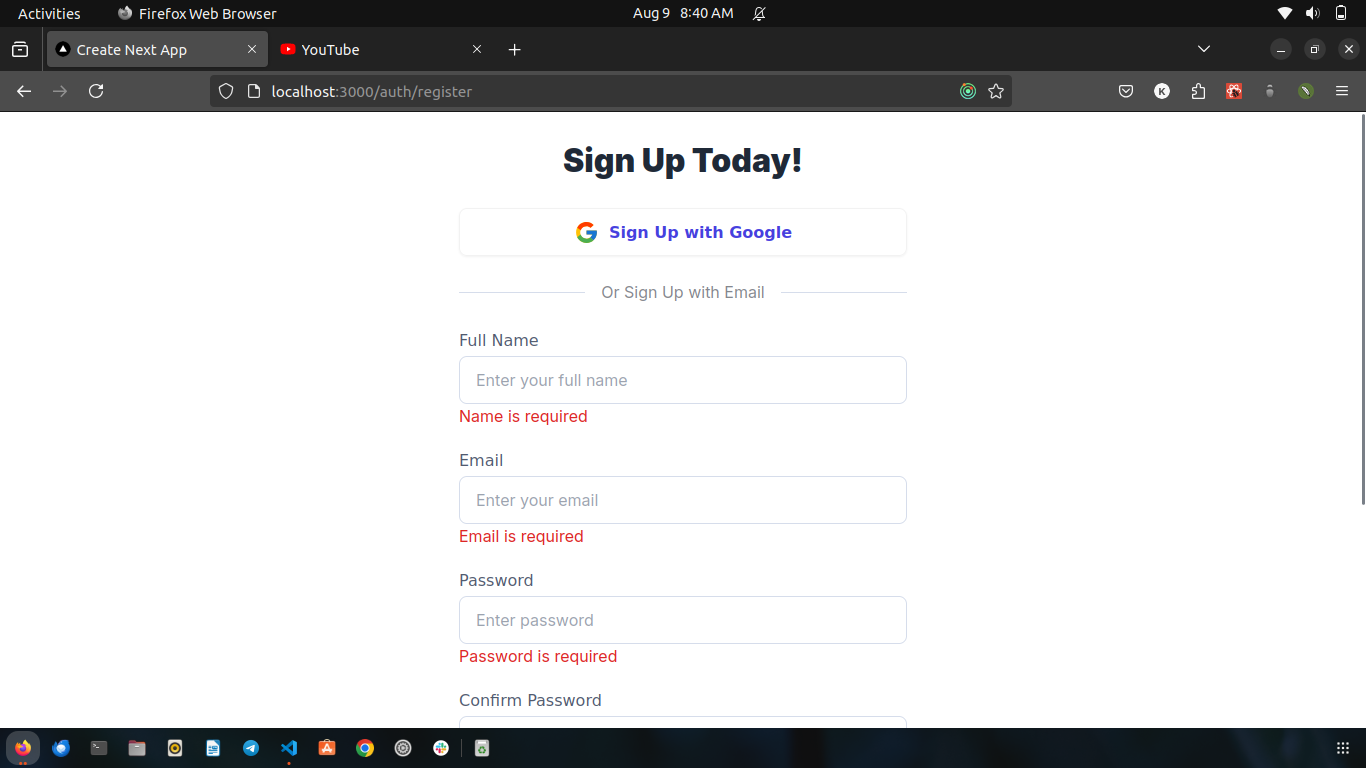 Activities
Firefox Web Browser
Aug 9 8:40 AM
Create Next App
YouTube
localhost:3000/auth/register
K
Sign Up Today!
Sign Up with Google
Or Sign Up with Email
Full Name
Enter your full name
Name is required
Email
Enter your email
Email is required
Password
Enter password
Password is required
Confirm Password